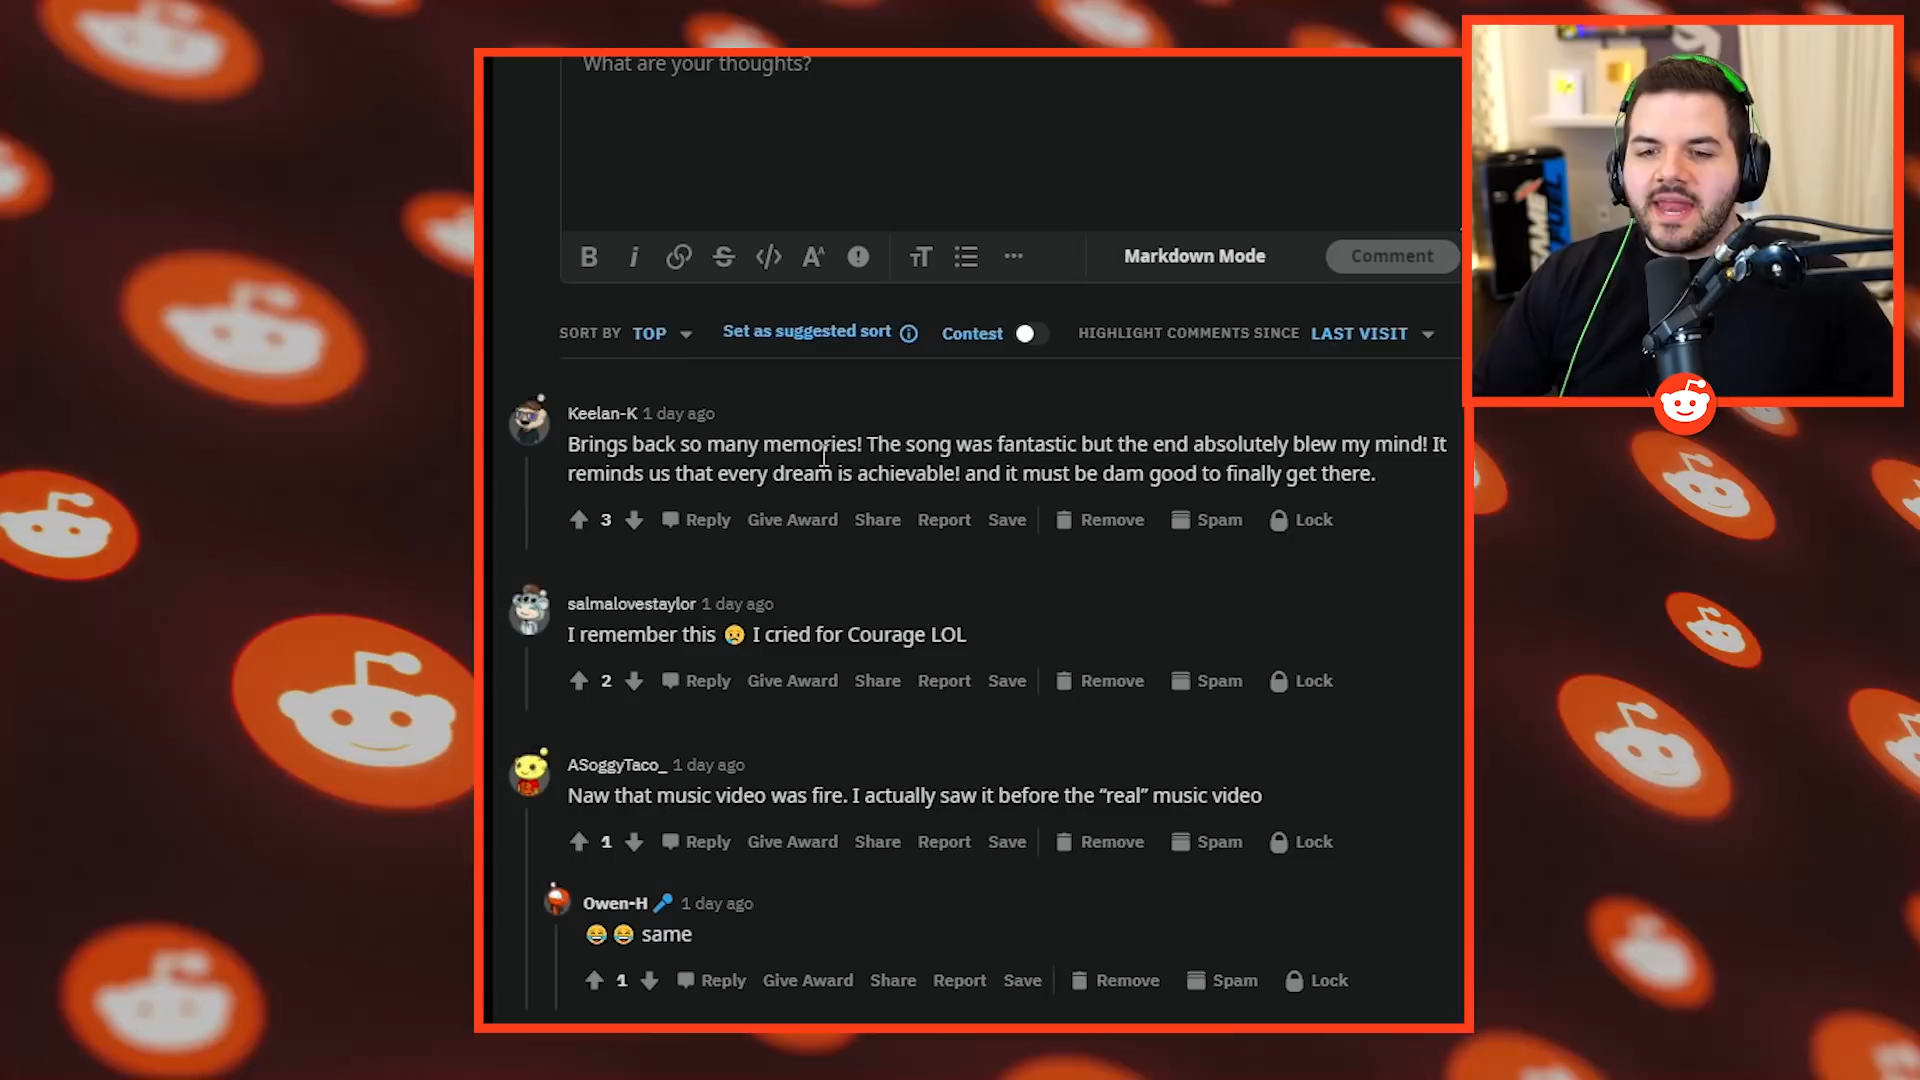 What are your thoughts?
Markdown Mode Comment
SORT BY TOP Set as suggested sort Contest HIGHLIGHT COMMENTS SINCE LAST VISIT
Keelan-K 1 day ago
Brings back so many memories! The song was fantastic but the end absolutely blew my mind! It
reminds us that every dream is achievable! and it must be dam good to finally get there.
3 Reply Give Award Share Report Save Remove Spam Lock
salmalovestaylor 1 day ago
I remember this 😢 I cried for Courage LOL
2 Reply Give Award Share Report Save Remove Spam Lock
ASoggyTaco_ 1 day ago
Naw that music video was fire. I actually saw it before the “real” music video
1 Reply Give Award Share Report Save Remove Spam Lock
Owen-H 🎤 1 day ago
😂 😂 same
1 Reply Give Award Share Report Save Remove Spam Lock